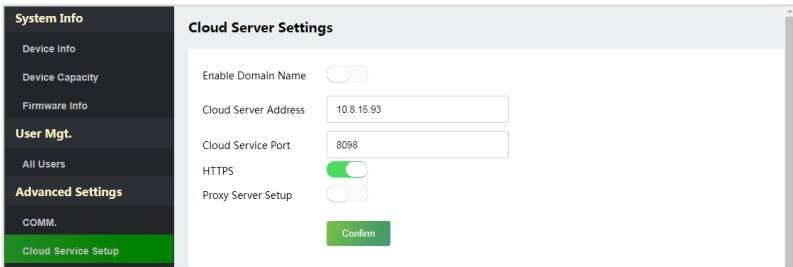 System Info
Device Info
Device Capacity
Firmware Info
User Mgt.
All Users
Advanced Settings
COMM.
Cloud Service Setup
Cloud Server Settings
Enable Domain Name
Cloud Server Address 10.8.15.93
Cloud Service Port 8098
HTTPS
Proxy Server Setup
Confirm